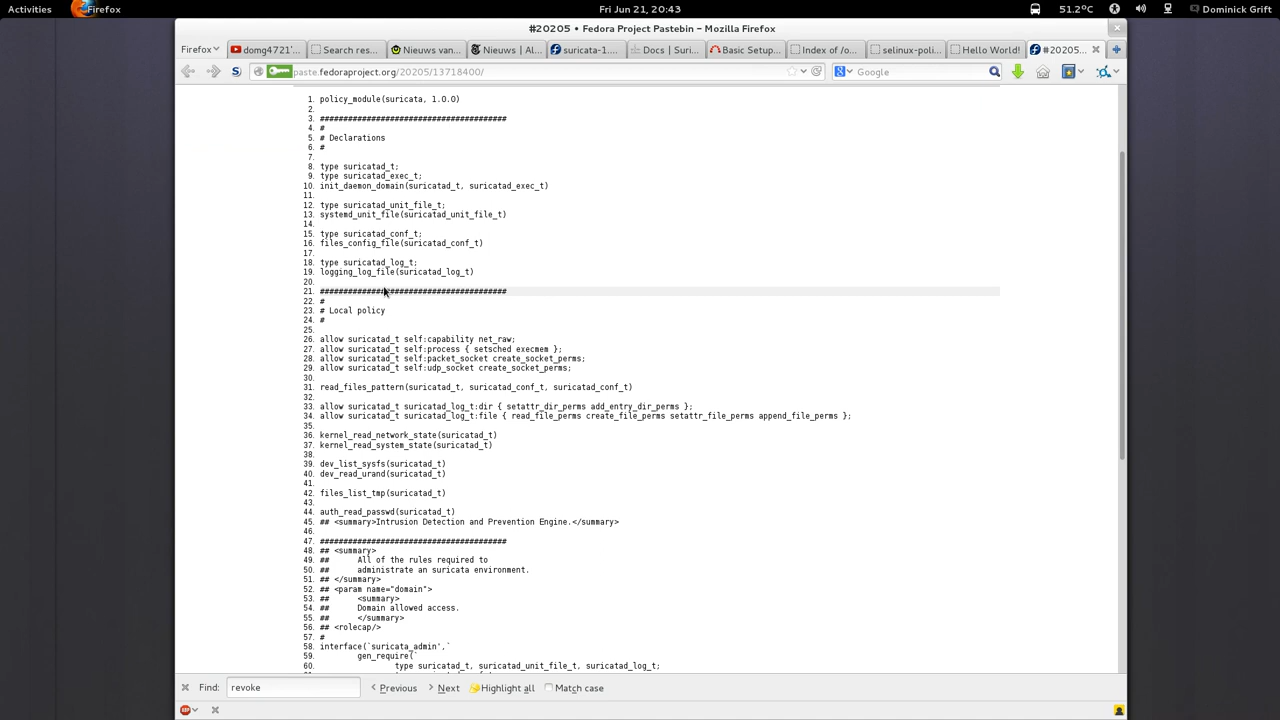 Activities
Firefox
Fri Jun 21, 20:43
51.2°C
Dominick Grift
#20205 • Fedora Project Pastebin - Mozilla Firefox
Firefox
domg4721'...
Search res...
Nieuws van...
Nieuws | Al...
suricata-1....
Docs | Suri...
Basic Setup...
Index of /o...
selinux-poli...
Hello World!
#20205...
paste.fedoraproject.org/20205/13718400/
Google
1. policy_module(suricata, 1.0.0)
2.
3. ########################################
4. #
5. # Declarations
6. #
7.
8. type suricatad_t;
9. type suricatad_exec_t;
10. init_daemon_domain(suricatad_t, suricatad_exec_t)
11.
12. type suricatad_unit_file_t;
13. systemd_unit_file(suricatad_unit_file_t)
14.
15. type suricatad_conf_t;
16. files_config_file(suricatad_conf_t)
17.
18. type suricatad_log_t;
19. logging_log_file(suricatad_log_t)
20.
21. ########################################
22. #
23. # Local policy
24. #
25.
26. allow suricatad_t self:capability net_raw;
27. allow suricatad_t self:process { setsched execmem };
28. allow suricatad_t self:packet_socket create_socket_perms;
29. allow suricatad_t self:udp_socket create_socket_perms;
30.
31. read_files_pattern(suricatad_t, suricatad_conf_t, suricatad_conf_t)
32.
33. allow suricatad_t suricatad_log_t:dir { setattr_dir_perms add_entry_dir_perms };
34. allow suricatad_t suricatad_log_t:file { read_file_perms create_file_perms setattr_file_perms append_file_perms };
35.
36. kernel_read_network_state(suricatad_t)
37. kernel_read_system_state(suricatad_t)
38.
39. dev_list_sysfs(suricatad_t)
40. dev_read_urand(suricatad_t)
41.
42. files_list_tmp(suricatad_t)
43.
44. auth_read_passwd(suricatad_t)
45. ## <summary>Intrusion Detection and Prevention Engine.</summary>
46.
47. ########################################
48. ## <summary>
49. ## All of the rules required to
50. ## administrate an suricata environment.
51. ## </summary>
52. ## <param name="domain">
53. ## <summary>
54. ## Domain allowed access.
55. ## </summary>
56. ## <rolecap/>
57. #
58. interface(`suricata_admin',`
59. gen_require(`
60. type suricatad_t, suricatad_unit_file_t, suricatad_log_t;
Find: revoke Previous Next Highlight all Match case